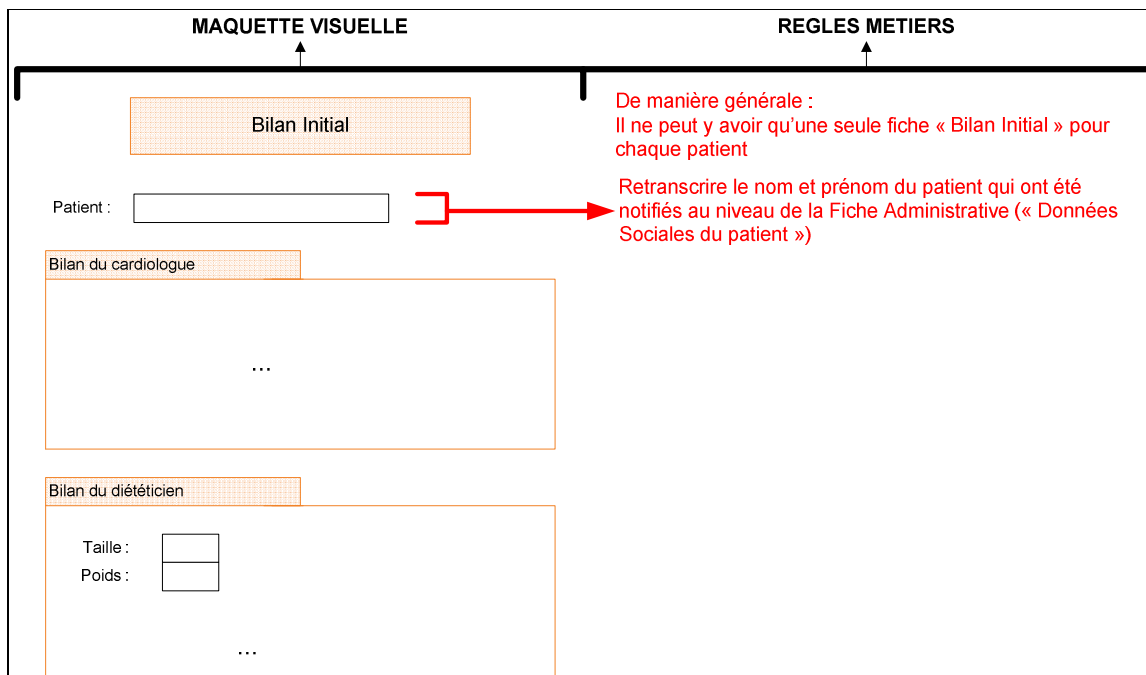 MAQUETTE VISUELLE
REGLES METIERS
Bilan Initial
De manière générale :
Il ne peut y avoir qu'une seule fiche « Bilan Initial » pour
chaque patient
Patient :
Retranscrire le nom et prénom du patient qui ont été
notifiés au niveau de la Fiche Administrative (« Données
Sociales du patient »)
Bilan du cardiologue
...
Bilan du diététicien
Taille :
Poids :
...